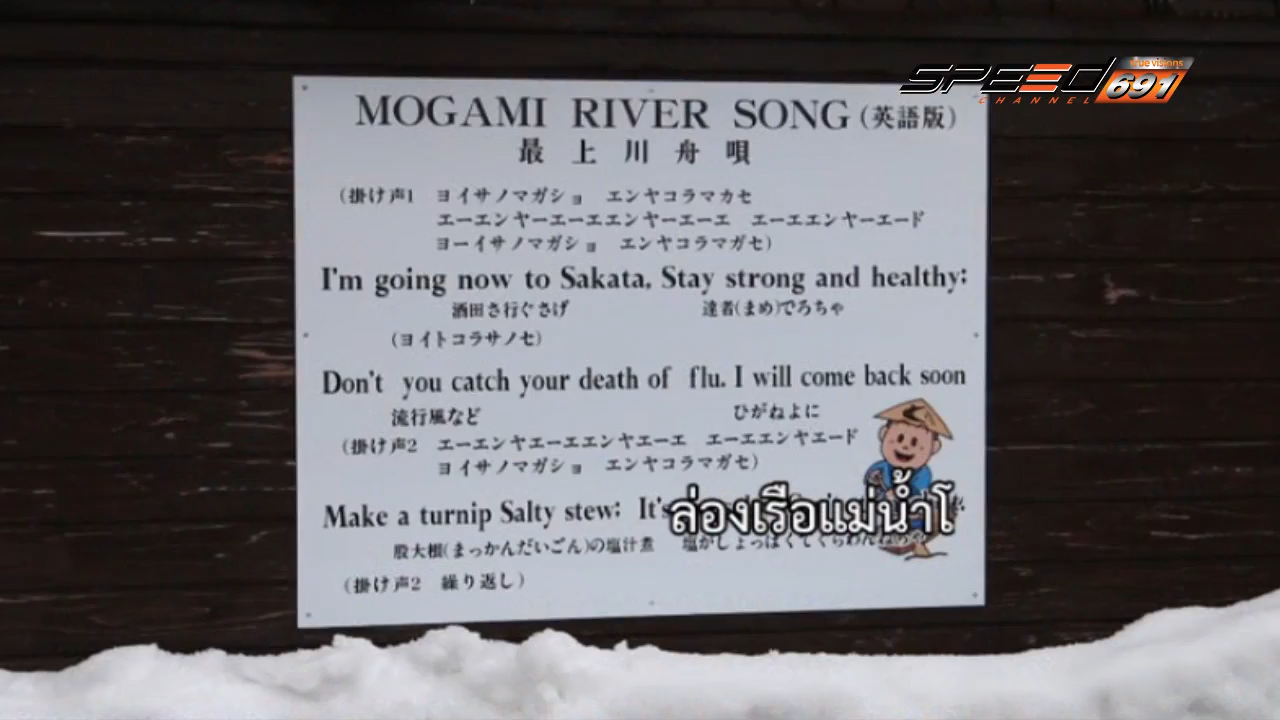 SPEED
CHANNEL
true visions
691
MOGAMI RIVER SONG (英語版)
最上川舟唄
(掛け声1 ヨイサノマガショ エンヤコラマカセ
エーエンヤーエーエエンヤーエーエ エーエエンヤーエード
ヨーイサノマガショ エンヤコラマガセ)
I'm going now to Sakata, Stay strong and healthy;
酒田さ行ぐさげ 達者(まめ)でろちゃ
(ヨイトコラサノセ)
Don't you catch your death of flu. I will come back soon
流行風など ひがねよに
(掛け声2 エーエンヤエーエエンヤエーエ エーエエンヤエード
ヨイサノマガショ エンヤコラマガセ)
Make a turnip Salty stew; It's
ล่องเรือแม่น้ำโ
股大根(まっかんだいごん)の塩汁煮 塩がしょっぱくて
(掛け声2 繰り返し)